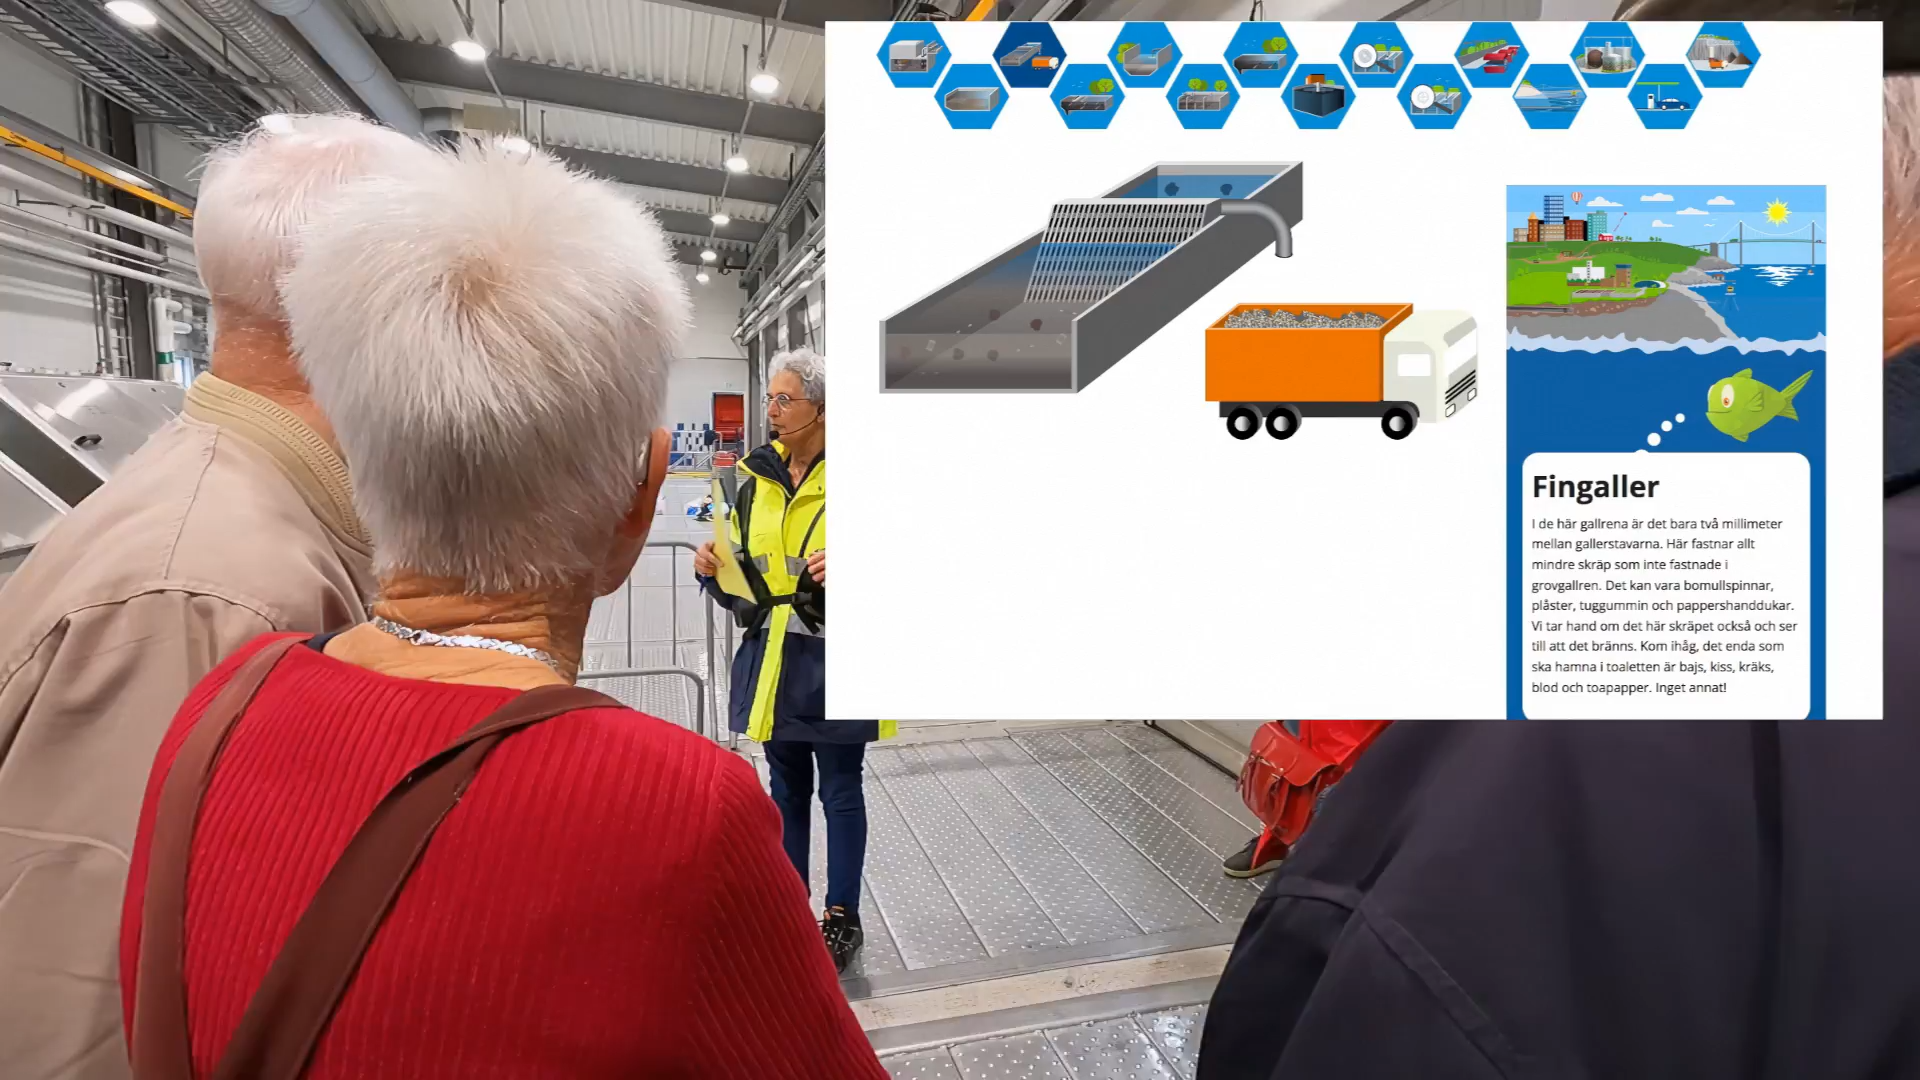 Fingaller
I de här gallrena är det bara två millimeter
mellan gallerstavarna. Här fastnar allt
mindre skräp som inte fastnade i
grovgallren. Det kan vara bomullspinnar,
plåster, tuggummin och pappershanddukar.
Vi tar hand om det här skräpet också och ser
till att det bränns. Kom ihåg, det enda som
ska hamna i toaletten är bajs, kiss, kräks,
blod och toapapper. Inget annat!